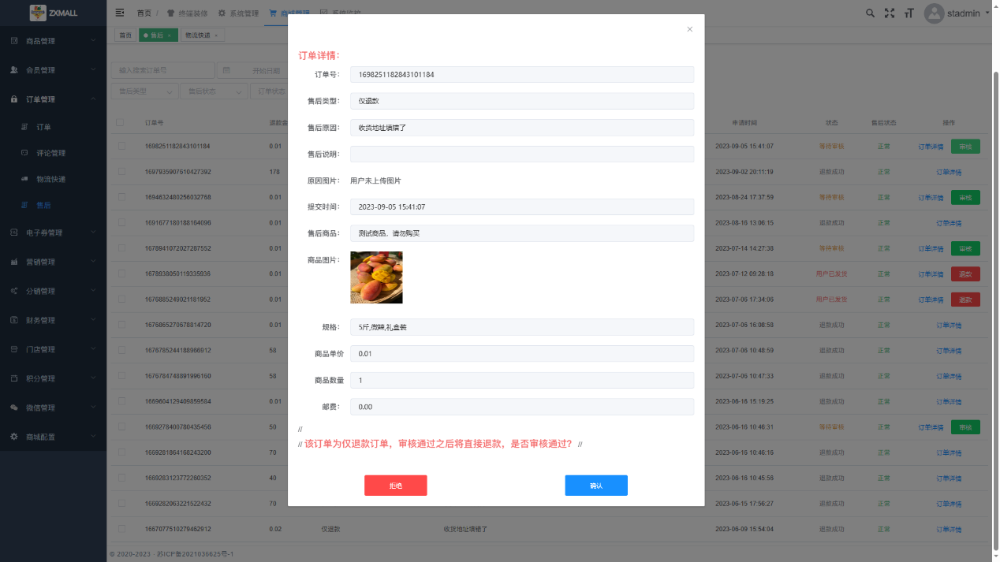 ZXMALL
首页 /
终端装修
系统管理
商城管理
系统监控
stadmin
首页
售后 ×
物流快递 ×
商品管理
会员管理
订单管理
订单
评论管理
物流快递
售后
电子券管理
营销管理
分销管理
财务管理
门店管理
积分管理
微信管理
商城配置
输入搜索订单号
开始日期
售后类型
售后状态
订单状态
×
订单详情：
订单号： 1698251182843101184
售后类型： 仅退款
售后原因： 收货地址填错了
售后说明：
原因图片： 用户未上传图片
提交时间： 2023-09-05 15:41:07
售后商品： 测试商品，请勿购买
商品图片：
规格： 5斤,微辣,礼盒装
商品单价 0.01
商品数量 1
邮费： 0.00
//
// 该订单为仅退款订单，审核通过之后将直接退款，是否审核通过？ //
拒绝 确认
订单号 退款金 申请时间 状态 售后状态 操作
1698251182843101184 0.01 2023-09-05 15:41:07 等待审核 正常 订单详情 审核
1697935907610427392 178 2023-09-02 20:11:19 退款成功 正常 订单详情
1694632480256032768 0.01 2023-08-24 17:37:59 等待审核 正常 订单详情 审核
1691677180188164096 0.01 2023-08-16 13:06:15 退款成功 正常 订单详情
1678941072027287552 0.01 2023-07-14 14:27:38 等待审核 正常 订单详情 审核
1678938050119335936 0.01 2023-07-12 09:28:18 用户已发货 正常 订单详情 退款
1676885249021181952 0.01 2023-07-06 17:34:06 用户已发货 正常 订单详情 退款
1676865270678814720 0.01 2023-07-06 16:08:58 退款成功 正常 订单详情
1676785244188966912 58 2023-07-06 10:48:59 退款成功 正常 订单详情
1676784748891996160 58 2023-07-06 10:47:33 退款成功 正常 订单详情
1669604129409859584 0.01 2023-06-16 15:19:25 退款成功 正常 订单详情
1669278400780435456 50 2023-06-16 10:46:31 等待审核 正常 订单详情 审核
1669281864168243200 70 2023-06-16 10:46:16 退款成功 正常 订单详情
1669283123772260352 40 2023-06-16 10:45:56 退款成功 正常 订单详情
1669282063221522432 70 2023-06-15 17:56:27 退款成功 正常 订单详情
1667077510279462912 0.02 仅退款 收货地址填错了 2023-06-09 15:54:04 退款成功 正常 订单详情
© 2020-2023 · 苏ICP备2021036625号-1